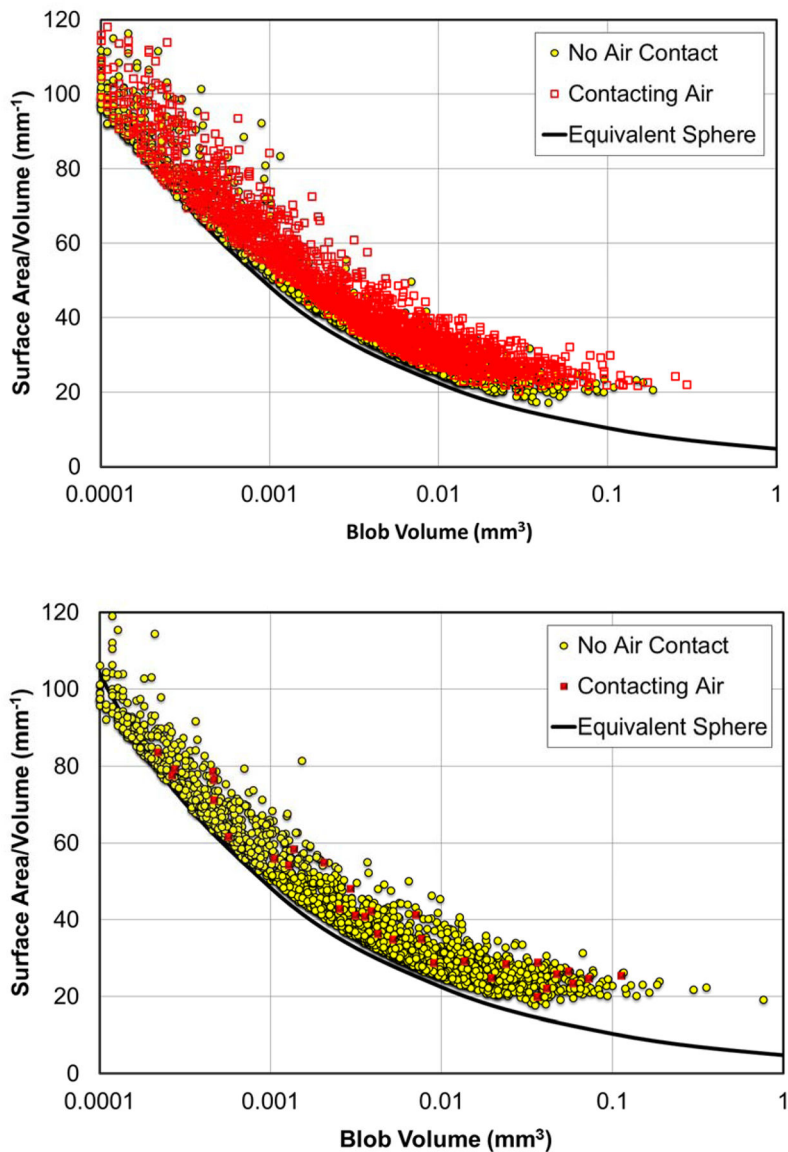 120
100
80
60
40
20
0
Surface Area/Volume (mm-1)
No Air Contact
Contacting Air
Equivalent Sphere
0.0001 0.001 0.01 0.1 1
Blob Volume (mm3)
120
100
80
60
40
20
0
Surface Area/Volume (mm-1)
No Air Contact
Contacting Air
Equivalent Sphere
0.0001 0.001 0.01 0.1 1
Blob Volume (mm3)